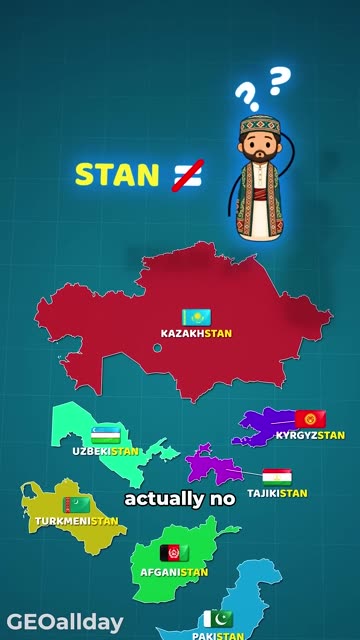 ? ?
STAN ≠
KAZAKHSTAN
KYRGYZSTAN
UZBEKISTAN
TAJIKISTAN
actually no
TURKMENISTAN
AFGANISTAN
GEOallday
PAKISTAN